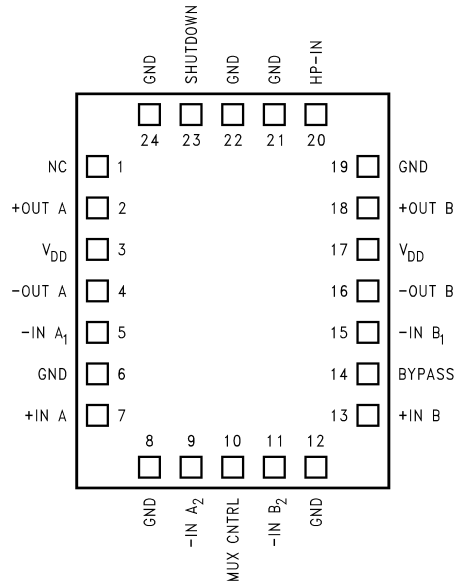 GND SHUTDOWN GND GND HP-IN
24 23 22 21 20
NC 1 19 GND
+OUT A 2 18 +OUT B
VDD 3 17 VDD
-OUT A 4 16 -OUT B
-IN A1 5 15 -IN B1
GND 6 14 BYPASS
+IN A 7 13 +IN B
8 9 10 11 12
GND -IN A2 MUX CNTRL -IN B2 GND